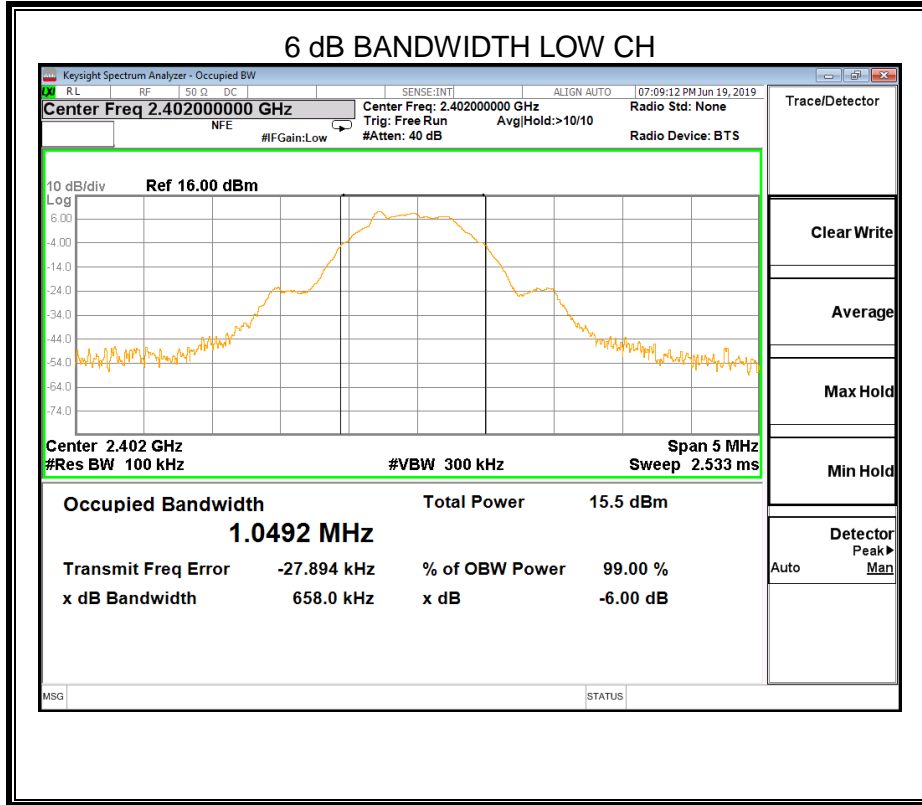 6 dB BANDWIDTH LOW CH
Keysight Spectrum Analyzer - Occupied BW
LXI RL RF 50 Ω DC SENSE:INT ALIGN AUTO 07:09:12 PM Jun 19, 2019
Center Freq 2.402000000 GHz
NFE
#IFGain:Low
Center Freq: 2.402000000 GHz
Trig: Free Run Avg|Hold:>10/10
#Atten: 40 dB
Radio Std: None
Radio Device: BTS
10 dB/div Ref 16.00 dBm
Log
6.00
-4.00
-14.0
-24.0
-34.0
-44.0
-54.0
-64.0
-74.0
Center 2.402 GHz Span 5 MHz
#Res BW 100 kHz #VBW 300 kHz Sweep 2.533 ms
Occupied Bandwidth Total Power 15.5 dBm
1.0492 MHz
Transmit Freq Error -27.894 kHz % of OBW Power 99.00 %
x dB Bandwidth 658.0 kHz x dB -6.00 dB
Trace/Detector
Clear Write
Average
Max Hold
Min Hold
Detector
Peak▶
Auto Man
MSG STATUS